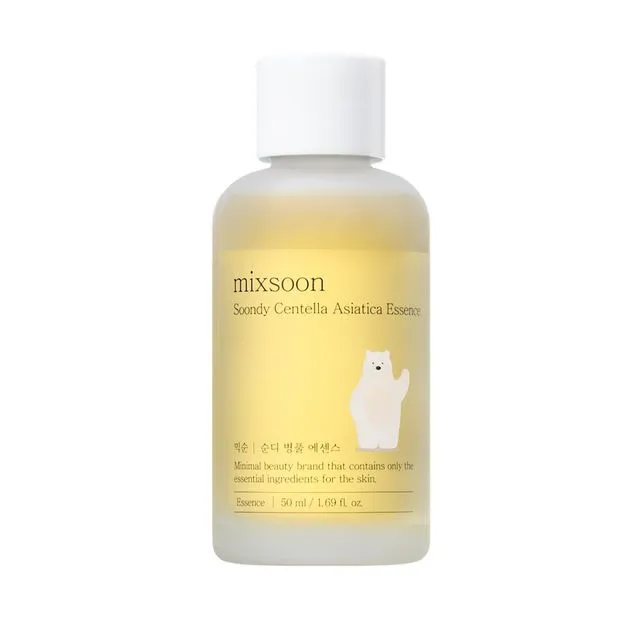 mixsoon
Soondy Centella Asiatica Essence
믹순 | 순디 병풀 에센스
Minimal beauty brand that contains only the
essential ingredients for the skin.
Essence | 50 ml / 1.69 fl. oz.